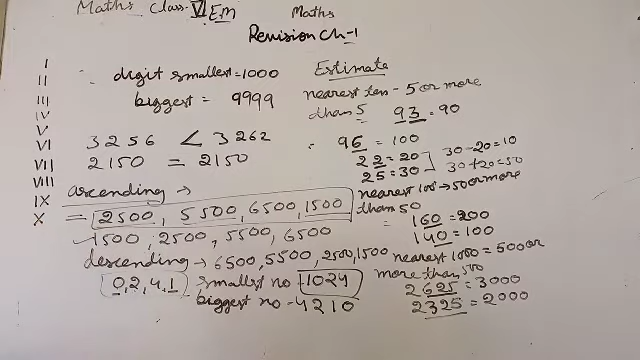 Maths Class-VI EM Maths
Revision Ch-1
I
II
III
IV
V
VI
VII
VIII
IX
X
digit smallest = 1000
biggest = 9999
3256 < 3262
2150 = 2150
ascending →
= 2500, 5500, 6500, 1500
1500, 2500, 5500, 6500
descending → 6500, 5500, 2500, 1500
0, 2, 4, 1 smallest no - 1024
biggest no - 4210
Estimate
nearest ten - 5 or more
than 5 93 = 90
96 = 100
22 = 20
25 = 30
30 - 20 = 10
30 + 20 = 50
nearest 100 → 50 or more
than 50
160 = 200
140 = 100
nearest 1000 = 500 or
more than 500
2625 = 3000
2325 = 2000